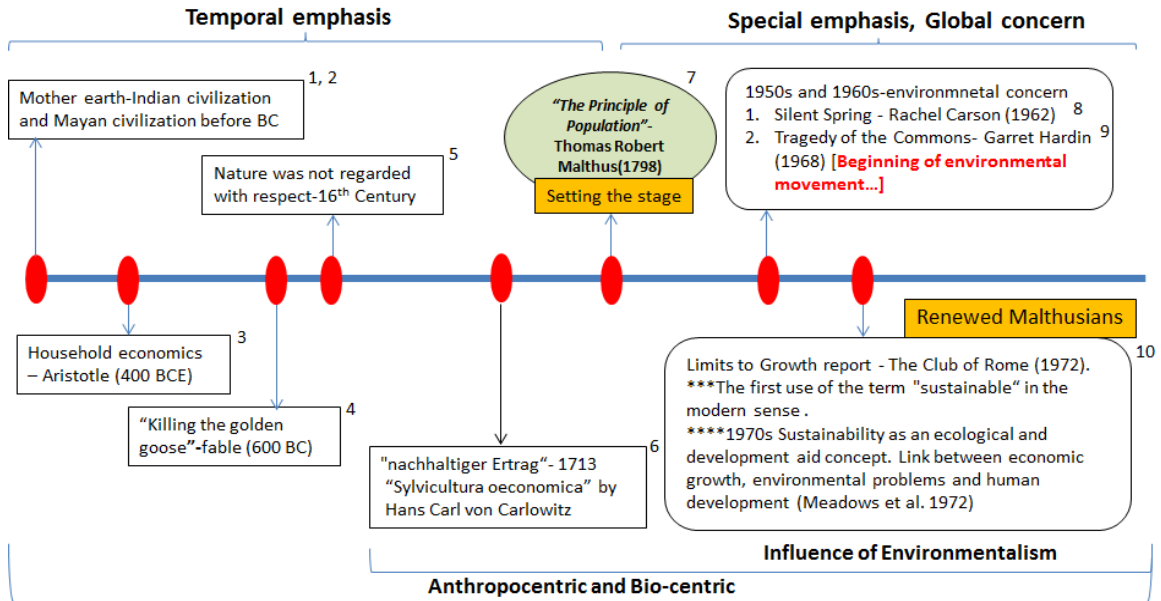 Temporal emphasis
Special emphasis, Global concern
1, 2
Mother earth-Indian civilization
and Mayan civilization before BC
5
Nature was not regarded
with respect-16th Century
7
“The Principle of
Population”-
Thomas Robert
Malthus(1798)
Setting the stage
1950s and 1960s-environmnetal concern
1. Silent Spring - Rachel Carson (1962) 8
2. Tragedy of the Commons- Garret Hardin 9
(1968) [Beginning of environmental
movement...]
3
Household economics
– Aristotle (400 BCE)
4
“Killing the golden
goose”-fable (600 BC)
6
"nachhaltiger Ertrag“- 1713
“Sylvicultura oeconomica” by
Hans Carl von Carlowitz
Renewed Malthusians
10
Limits to Growth report - The Club of Rome (1972).
***The first use of the term "sustainable“ in the
modern sense .
****1970s Sustainability as an ecological and
development aid concept. Link between economic
growth, environmental problems and human
development (Meadows et al. 1972)
Influence of Environmentalism
Anthropocentric and Bio-centric